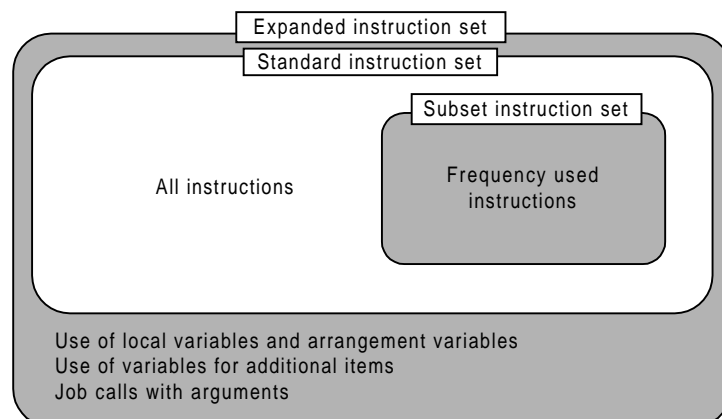 Expanded instruction set
Standard instruction set
Subset instruction set
All instructions
Frequency used
instructions
Use of local variables and arrangement variables
Use of variables for additional items
Job calls with arguments